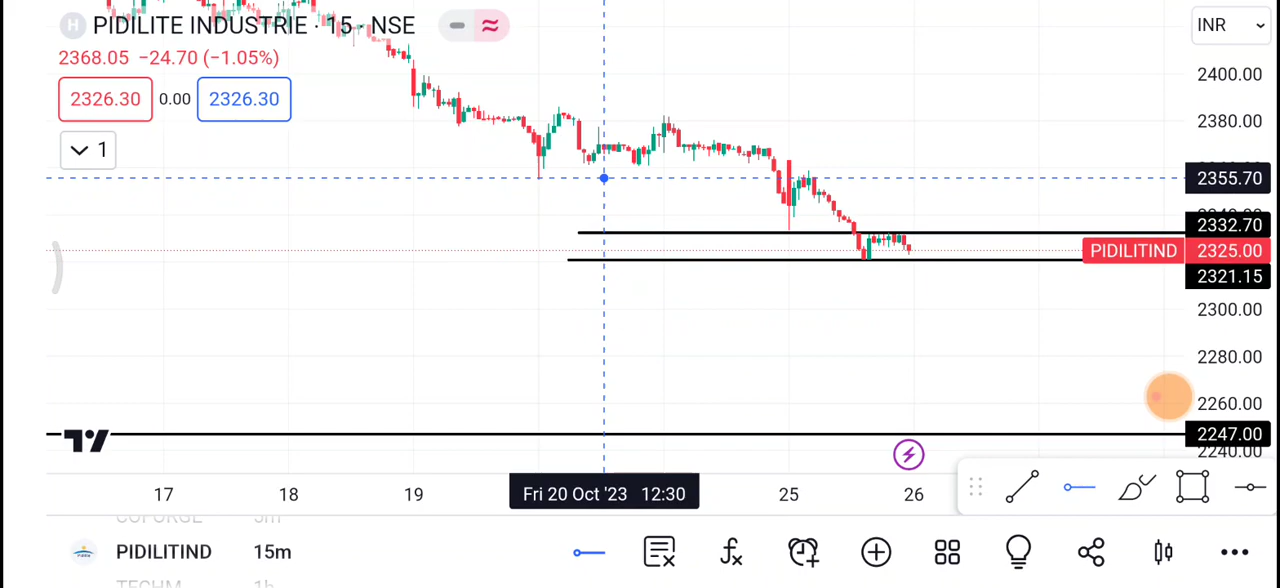 H PIDILITE INDUSTRIE · 15 · NSE
INR
2368.05 −24.70 (−1.05%)
2326.30 0.00 2326.30
1
2400.00
2380.00
2355.70
2332.70
PIDILITIND 2325.00
2321.15
2300.00
2280.00
2260.00
2247.00
2240.00
17 18 19 Fri 20 Oct '23 12:30 25 26
COFORGE 5m
PIDILITIND 15m
TECHM 1h